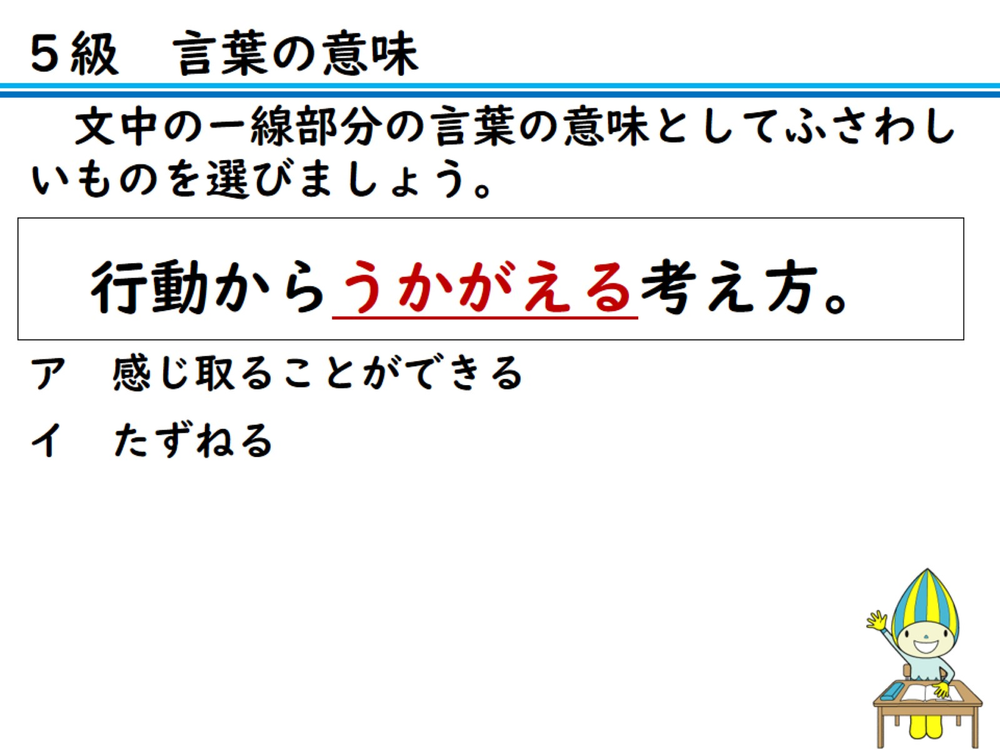 ５級　言葉の意味
文中の一線部分の言葉の意味としてふさわし
いものを選びましょう。
行動からうかがえる考え方。
ア　感じ取ることができる
イ　たずねる